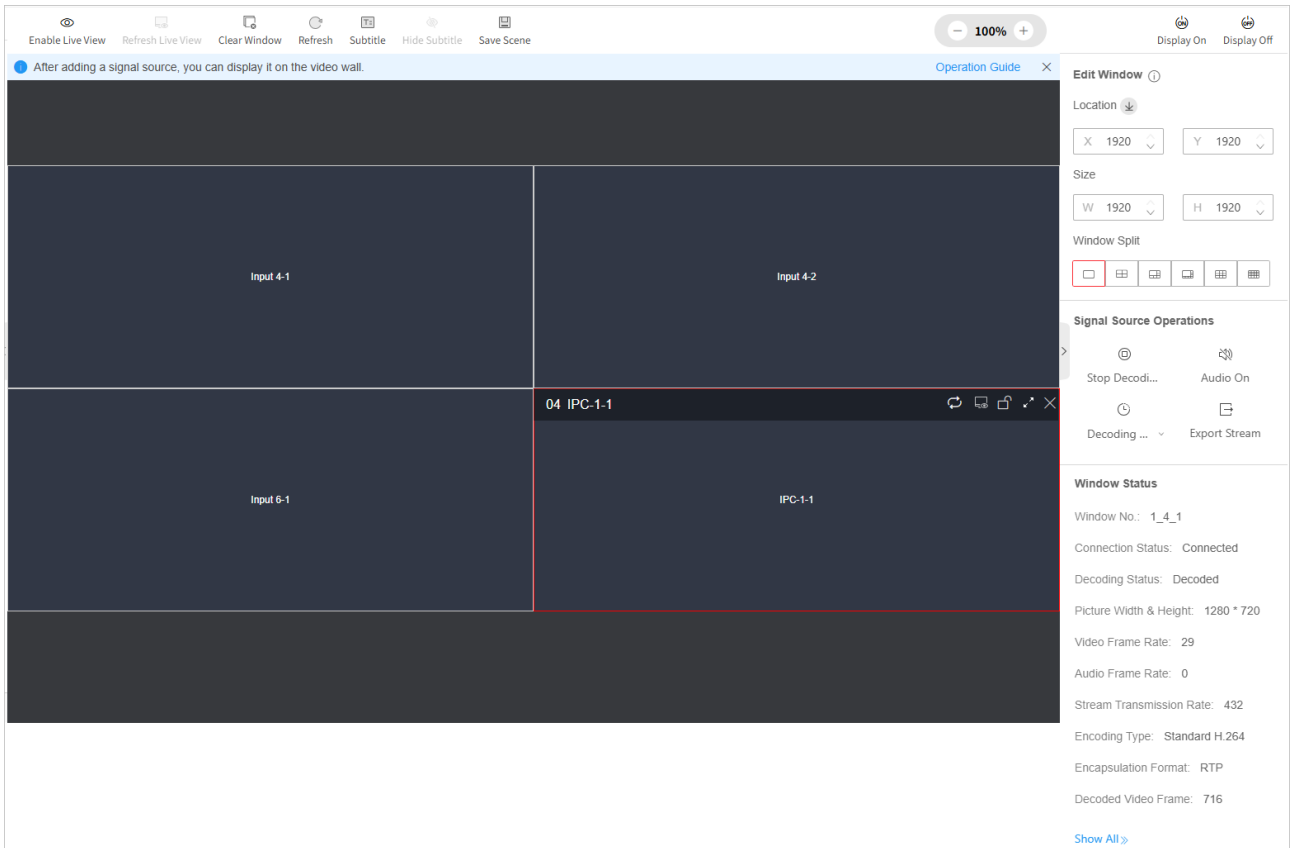 Enable Live View Refresh Live View Clear Window Refresh Subtitle Hide Subtitle Save Scene
100%
Display On Display Off
After adding a signal source, you can display it on the video wall. Operation Guide
Input 4-1
Input 4-2
Input 6-1
04 IPC-1-1
IPC-1-1
Edit Window
Location
X 1920 Y 1920
Size
W 1920 H 1920
Window Split
Signal Source Operations
Stop Decodi... Audio On
Decoding ... Export Stream
Window Status
Window No.: 1_4_1
Connection Status: Connected
Decoding Status: Decoded
Picture Width & Height: 1280 * 720
Video Frame Rate: 29
Audio Frame Rate: 0
Stream Transmission Rate: 432
Encoding Type: Standard H.264
Encapsulation Format: RTP
Decoded Video Frame: 716
Show All